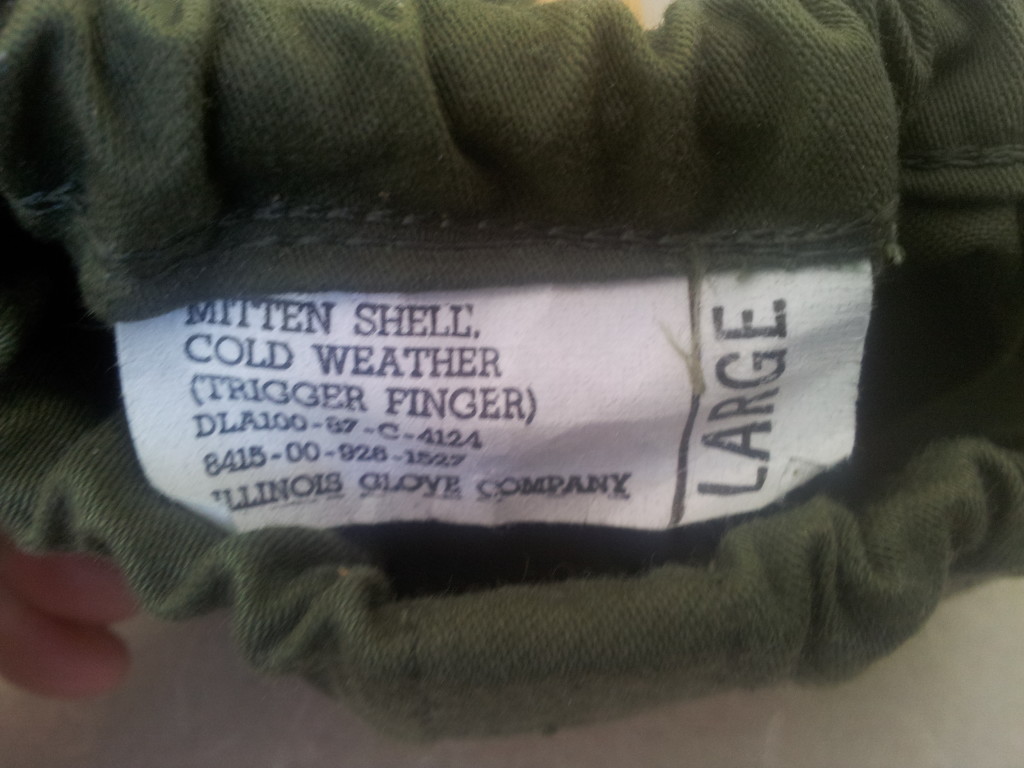 MITTEN SHELL,
COLD WEATHER
(TRIGGER FINGER)
DLA100-87-C-4124
8415-00-926-1527
ILLINOIS GLOVE COMPANY
LARGE